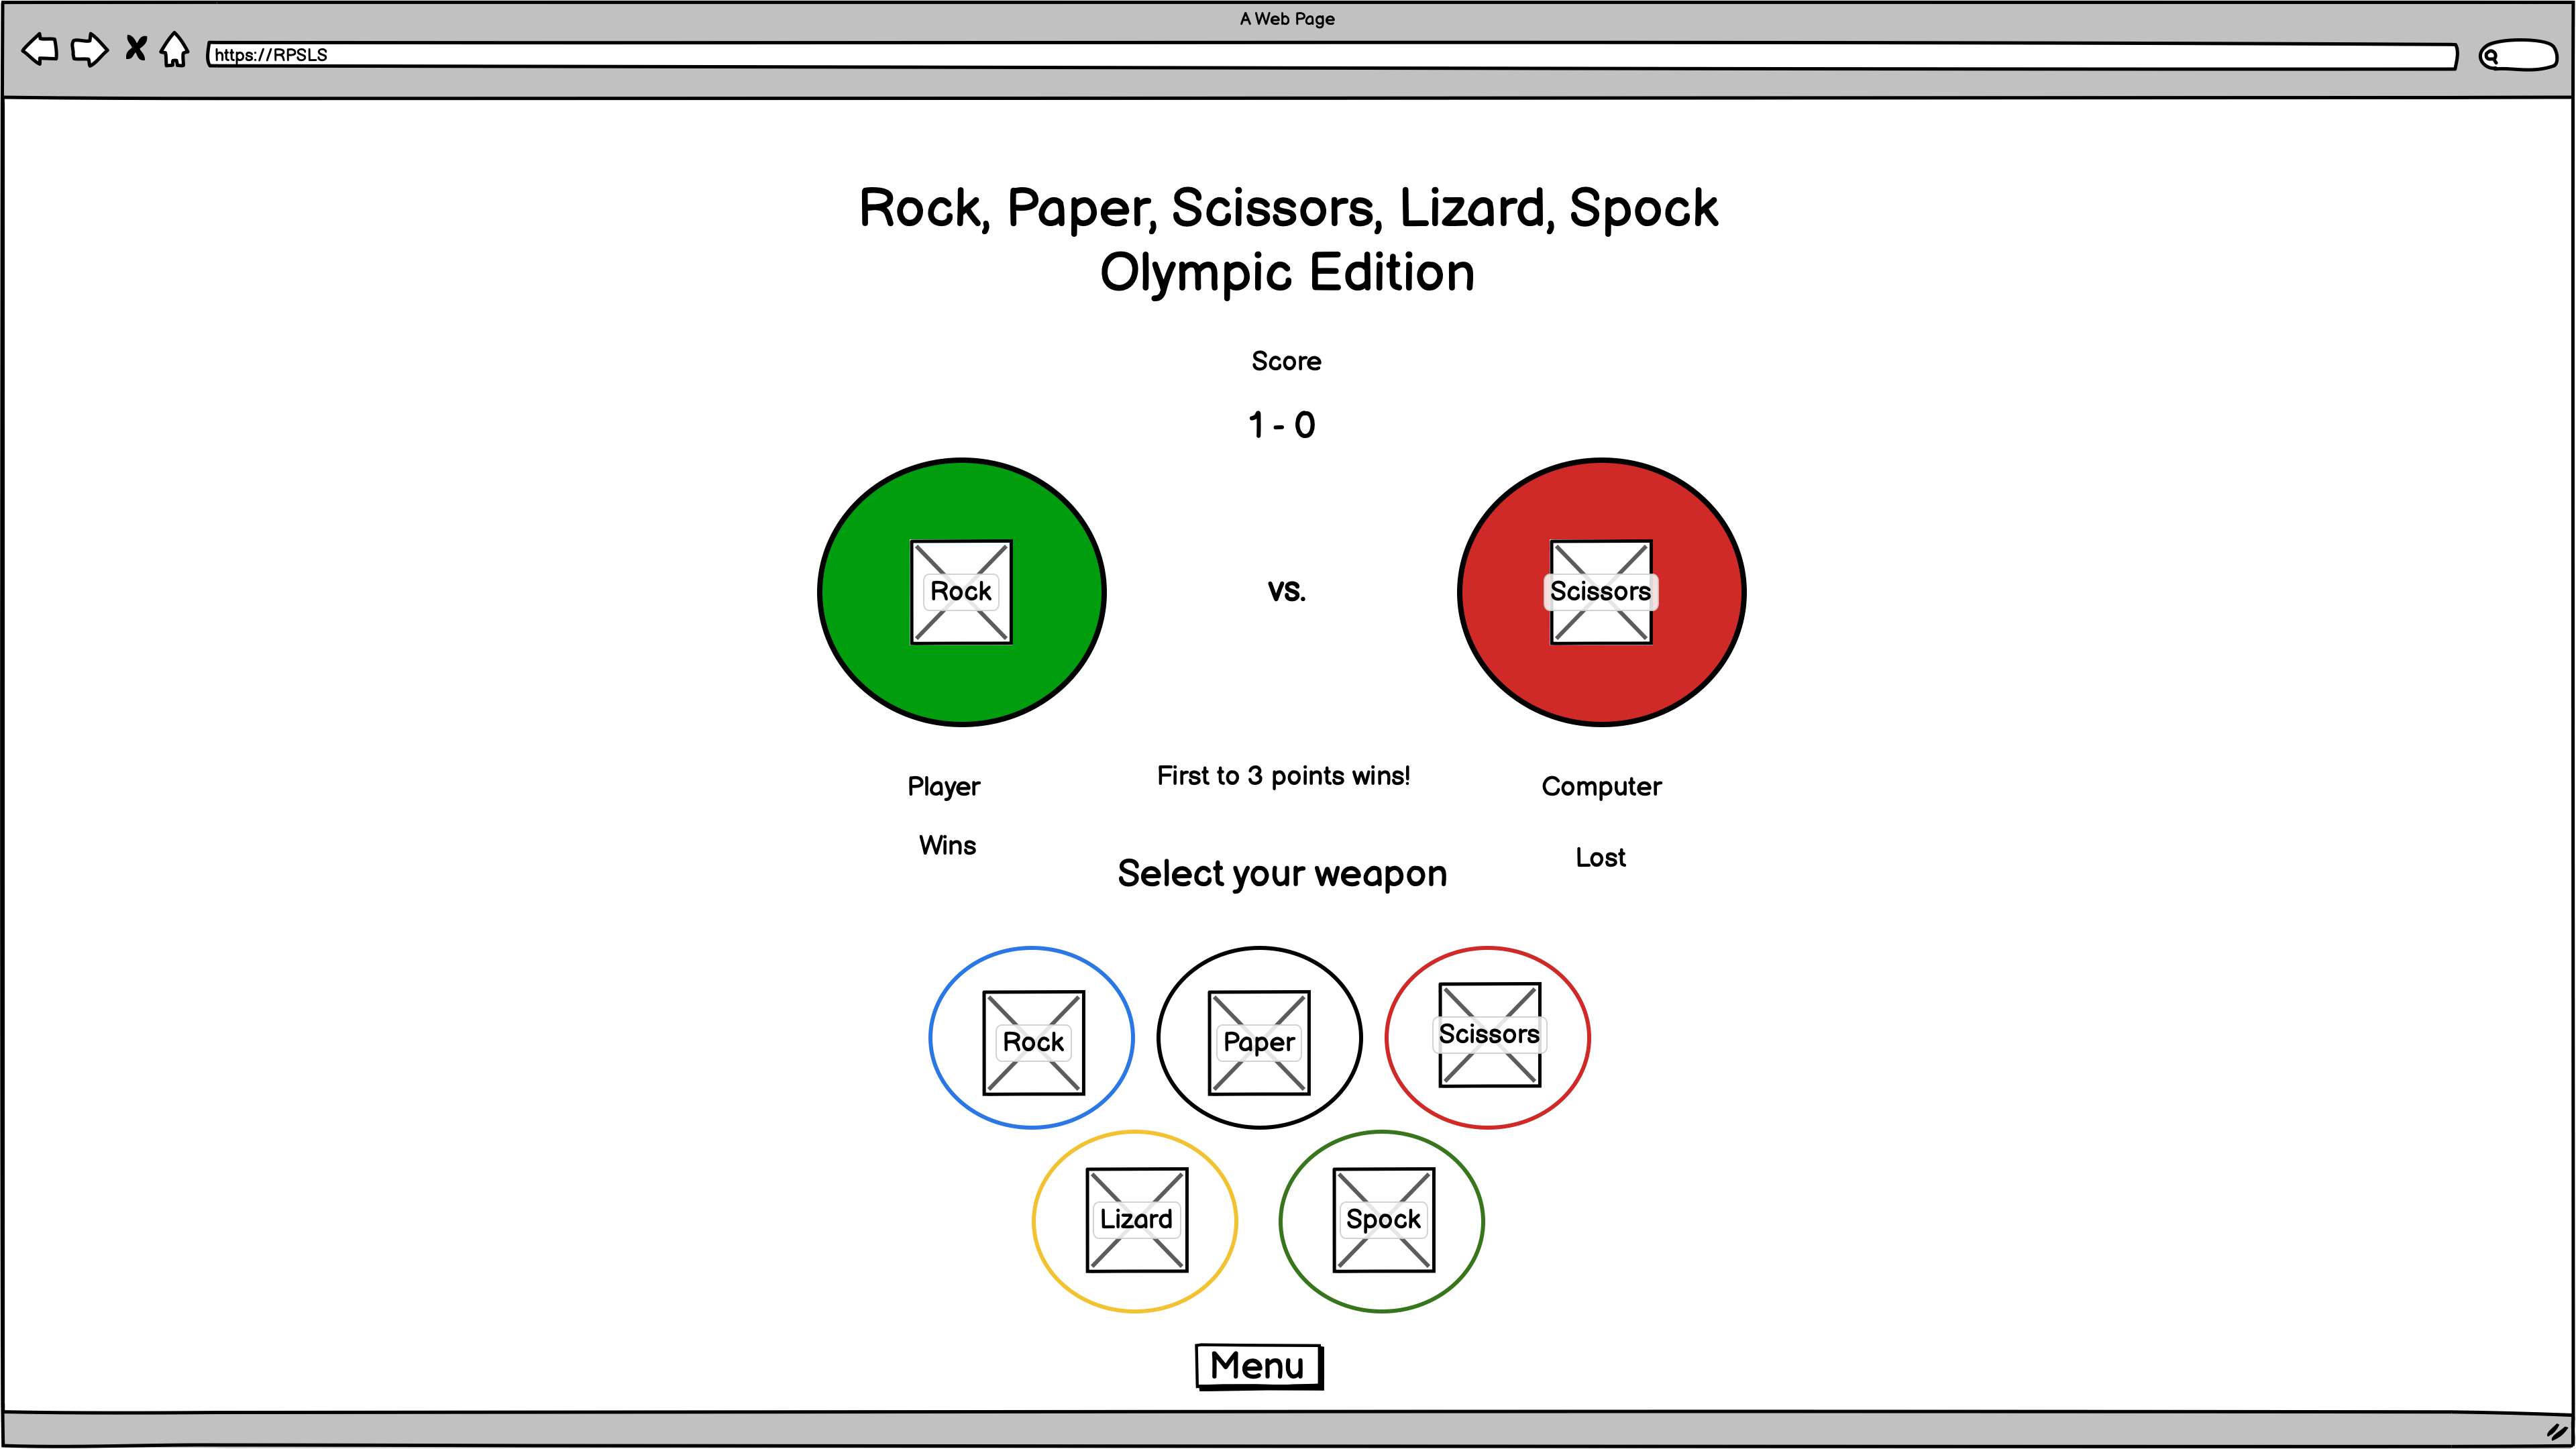 A Web Page
https://RPSLS
Rock, Paper, Scissors, Lizard, Spock
Olympic Edition
Score
1 - 0
Rock
vs.
Scissors
First to 3 points wins!
Player
Computer
Wins
Lost
Select your weapon
Rock
Paper
Scissors
Lizard
Spock
Menu